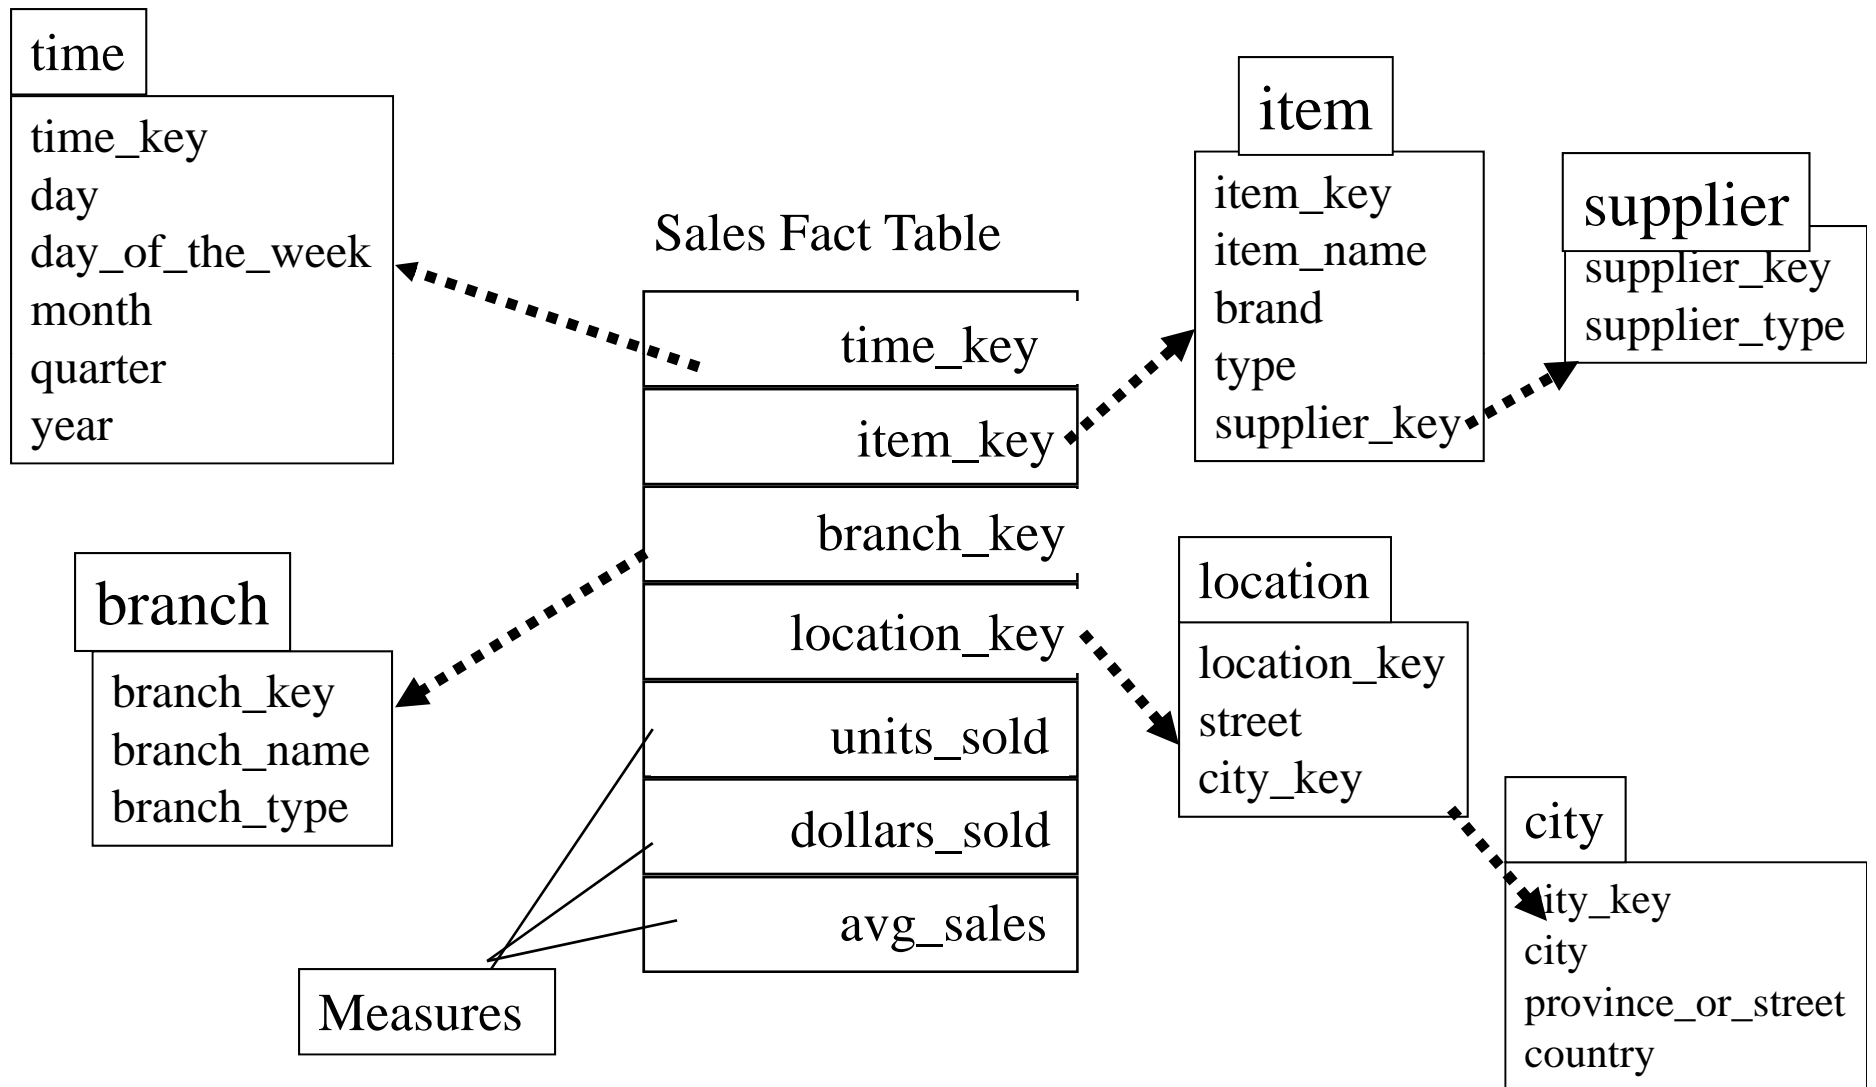 time
time_key
day
day_of_the_week
month
quarter
year
Sales Fact Table
time_key
item_key
branch_key
location_key
units_sold
dollars_sold
avg_sales
item
item_key
item_name
brand
type
supplier_key
supplier
supplier_key
supplier_type
branch
branch_key
branch_name
branch_type
location
location_key
street
city_key
city
city_key
city
province_or_street
country
Measures